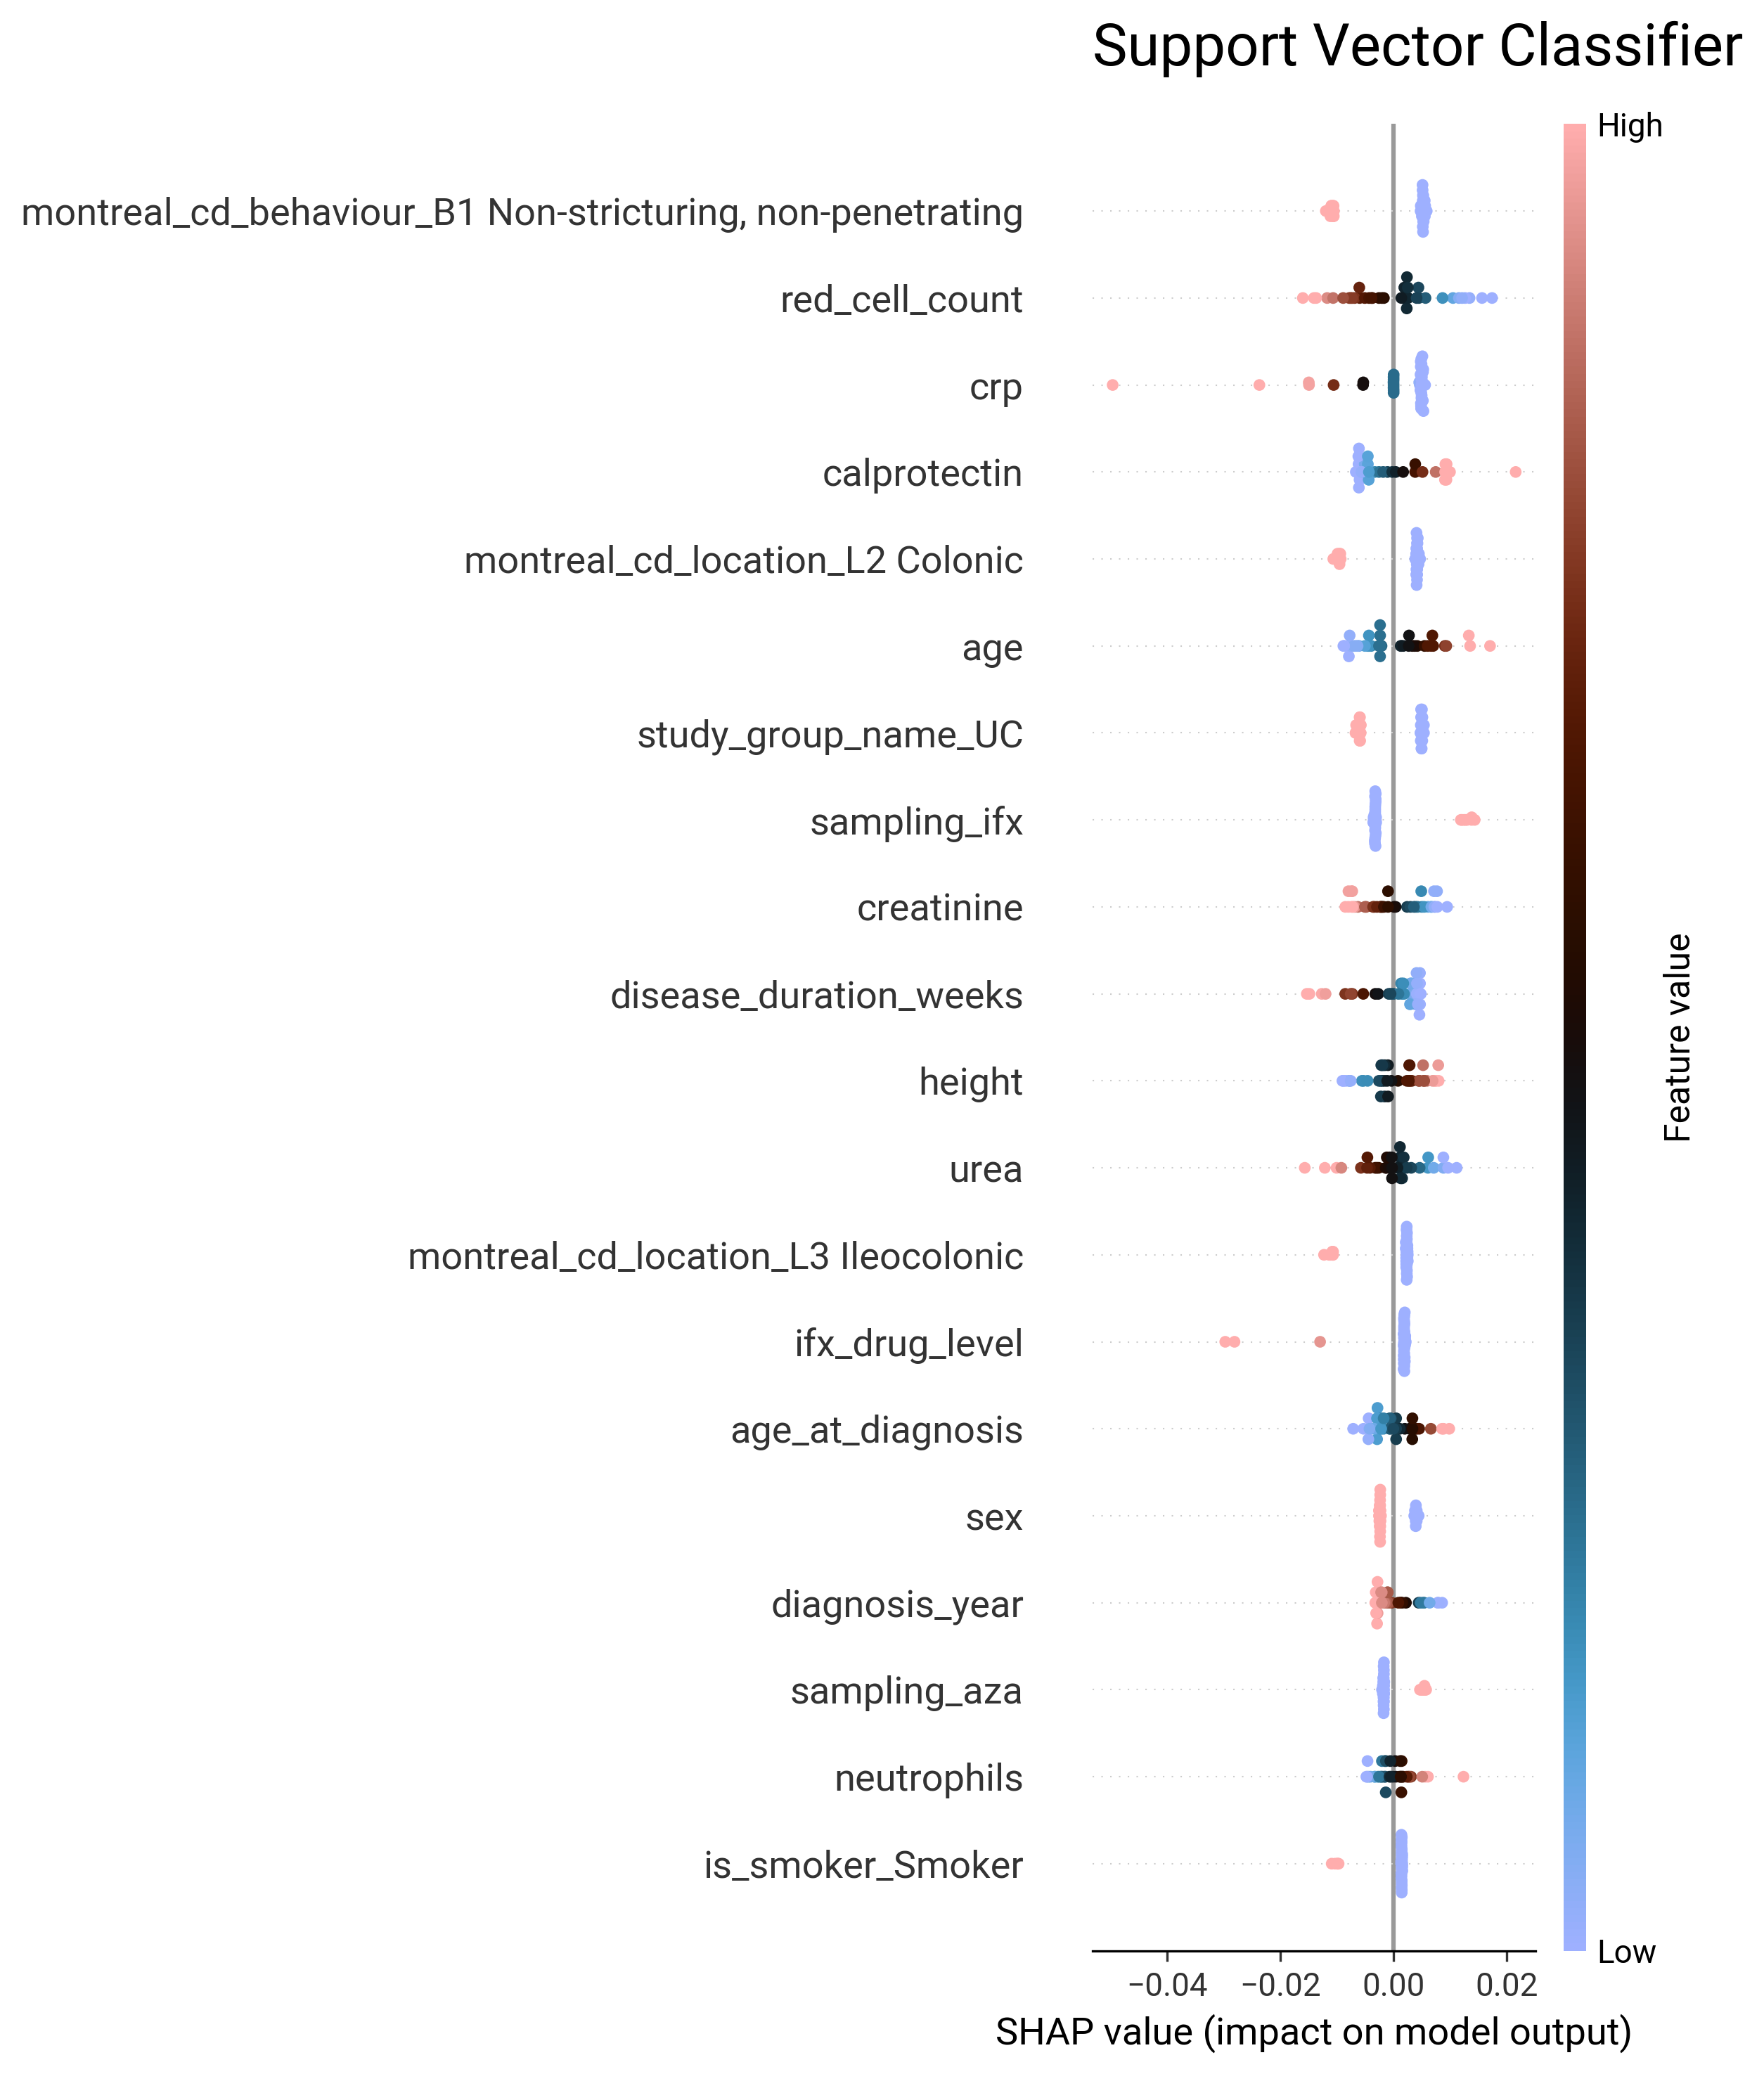 Support Vector Classifier
High
montreal_cd_behaviour_B1 Non-stricturing, non-penetrating
red_cell_count
crp
calprotectin
montreal_cd_location_L2 Colonic
age
study_group_name_UC
sampling_ifx
creatinine
disease_duration_weeks
height
urea
montreal_cd_location_L3 Ileocolonic
ifx_drug_level
age_at_diagnosis
sex
diagnosis_year
sampling_aza
neutrophils
is_smoker_Smoker
Feature value
Low
−0.04 −0.02 0.00 0.02
SHAP value (impact on model output)